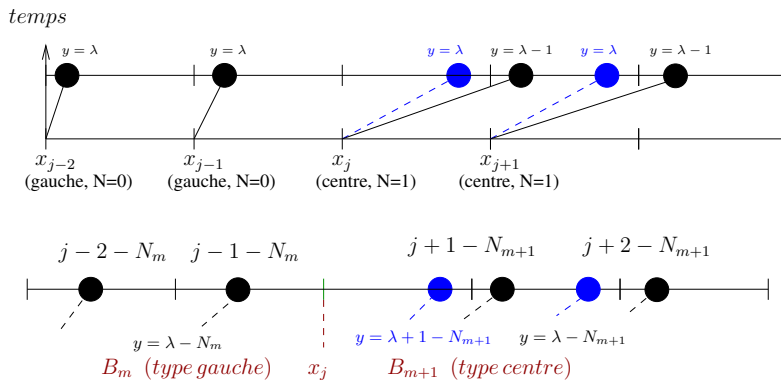 temps
y = λ y = λ y = λ y = λ − 1 y = λ y = λ − 1
x_{j−2} x_{j−1} x_j x_{j+1}
(gauche, N=0) (gauche, N=0) (centre, N=1) (centre, N=1)
j − 2 − N_m j − 1 − N_m j + 1 − N_{m+1} j + 2 − N_{m+1}
y = λ − N_m y = λ + 1 − N_{m+1} y = λ − N_{m+1}
B_m (type gauche) x_j B_{m+1} (type centre)